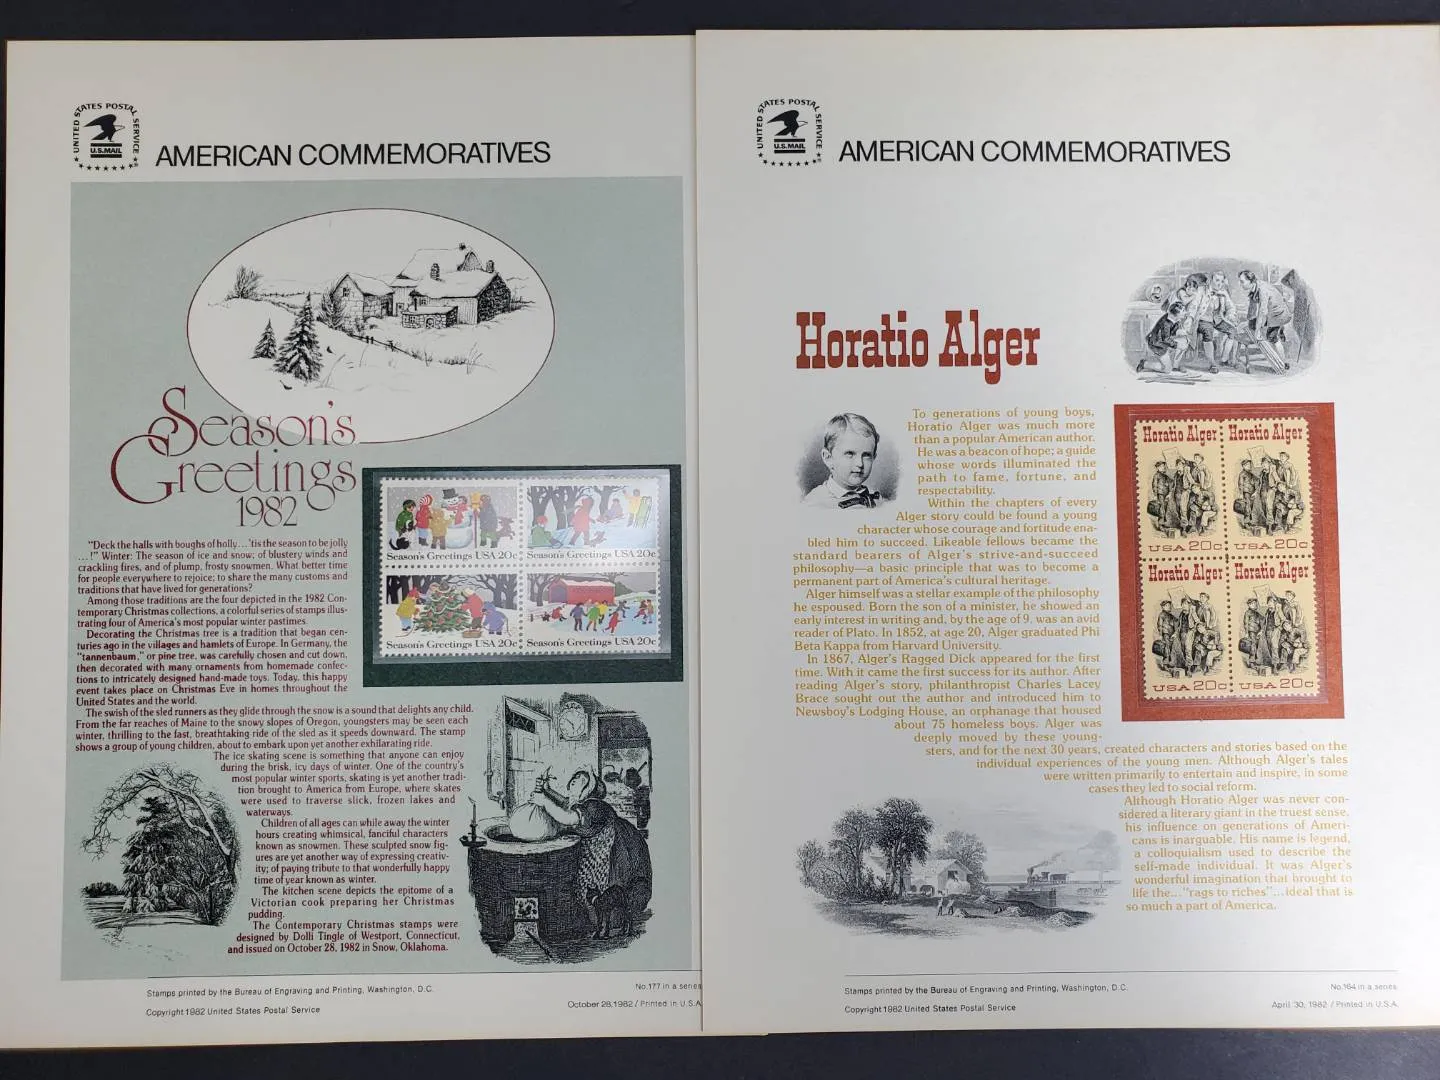 UNITED STATES POSTAL SERVICE
U.S.MAIL
AMERICAN COMMEMORATIVES
Season's
Greetings
1982
"Deck the halls with boughs of holly... 'tis the season to be jolly
...!" Winter: The season of ice and snow; of blustery winds and
crackling fires, and of plump, frosty snowmen. What better time
for people everywhere to rejoice; to share the many customs and
traditions that have lived for generations?
Among those traditions are the four depicted in the 1982 Con-
temporary Christmas collections, a colorful series of stamps illus-
trating four of America's most popular winter pastimes.
Decorating the Christmas tree is a tradition that began cen-
turies ago in the villages and hamlets of Europe. In Germany, the
"tannenbaum," or pine tree, was carefully chosen and cut down,
then decorated with many ornaments from homemade confec-
tions to intricately designed hand-made toys. Today, this happy
event takes place on Christmas Eve in homes throughout the
United States and the world.
The swish of the sled runners as they glide through the snow is a sound that delights any child.
From the far reaches of Maine to the snowy slopes of Oregon, youngsters may be seen each
winter, thrilling to the fast, breathtaking ride of the sled as it speeds downward. The stamp
shows a group of young children, about to embark upon yet another exhilarating ride.
The ice skating scene is something that anyone can enjoy
during the brisk, icy days of winter. One of the country's
most popular winter sports, skating is yet another tradi-
tion brought to America from Europe, where skates
were used to traverse slick, frozen lakes and
waterways.
Children of all ages can while away the winter
hours creating whimsical, fanciful characters
known as snowmen. These sculpted snow fig-
ures are yet another way of expressing creativ-
ity; of paying tribute to that wonderfully happy
time of year known as winter.
The kitchen scene depicts the epitome of a
Victorian cook preparing her Christmas
pudding.
The Contemporary Christmas stamps were
designed by Dolli Tingle of Westport, Connecticut,
and issued on October 28, 1982 in Snow, Oklahoma.
Season's Greetings USA 20c
Season's Greetings USA 20c
Season's Greetings USA 20c
Season's Greetings USA 20c
Stamps printed by the Bureau of Engraving and Printing, Washington, D.C.
Copyright 1982 United States Postal Service
No.177 in a series
October 28,1982 / Printed in U.S.A
UNITED STATES POSTAL SERVICE
U.S.MAIL
AMERICAN COMMEMORATIVES
Horatio Alger
To generations of young boys,
Horatio Alger was much more
than a popular American author.
He was a beacon of hope; a guide
whose words illuminated the
path to fame, fortune, and
respectability.
Within the chapters of every
Alger story could be found a young
character whose courage and fortitude ena-
bled him to succeed. Likeable fellows became the
standard bearers of Alger's strive-and-succeed
philosophy—a basic principle that was to become a
permanent part of America's cultural heritage.
Alger himself was a stellar example of the philosophy
he espoused. Born the son of a minister, he showed an
early interest in writing and, by the age of 9, was an avid
reader of Plato. In 1852, at age 20, Alger graduated Phi
Beta Kappa from Harvard University.
In 1867, Alger's Ragged Dick appeared for the first
time. With it came the first success for its author. After
reading Alger's story, philanthropist Charles Lacey
Brace sought out the author and introduced him to
Newsboy's Lodging House, an orphanage that housed
about 75 homeless boys. Alger was
deeply moved by these young-
sters, and for the next 30 years, created characters and stories based on the
individual experiences of the young men. Although Alger's tales
were written primarily to entertain and inspire, in some
cases they led to social reform.
Although Horatio Alger was never con-
sidered a literary giant in the truest sense,
his influence on generations of Ameri-
cans is inarguable. His name is legend,
a colloquialism used to describe the
self-made individual. It was Alger's
wonderful imagination that brought to
life the..."rags to riches"...ideal that is
so much a part of America.
Horatio Alger
USA 20c
Horatio Alger
USA 20c
Horatio Alger
USA 20c
Horatio Alger
USA 20c
Stamps printed by the Bureau of Engraving and Printing, Washington, D.C.
Copyright 1982 United States Postal Service
No.164 in a series
April 30, 1982 / Printed in U.S.A.